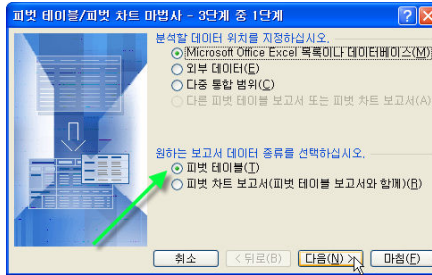 피벗 테이블/피벗 차트 마법사 - 3단계 중 1단계
분석할 데이터 위치를 지정하십시오.
Microsoft Office Excel 목록이나 데이터베이스(M)
외부 데이터(E)
다중 통합 범위(C)
다른 피벗 테이블 보고서 또는 피벗 차트 보고서(A)
원하는 보고서 데이터 종류를 선택하십시오.
피벗 테이블(T)
피벗 차트 보고서(피벗 테이블 보고서와 함께)(R)
취소 < 뒤로(B) 다음(N) > 마침(F)